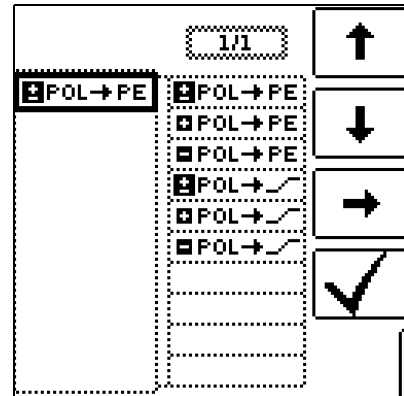 1/1
± POL → PE
± POL → PE
+ POL → PE
- POL → PE
± POL →
+ POL →
- POL →